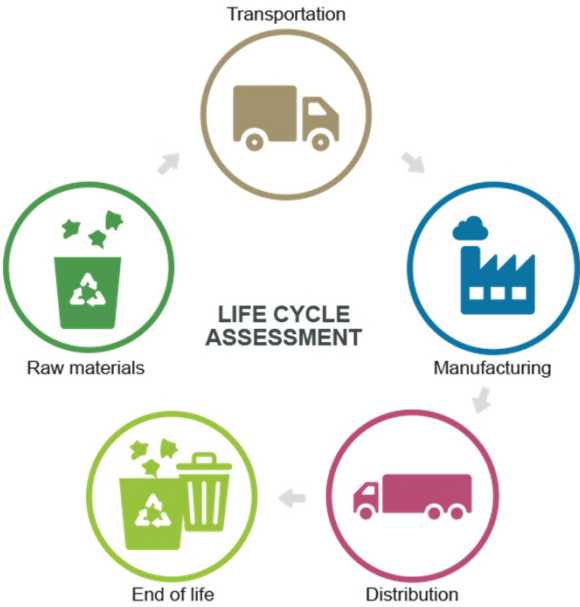 Transportation
LIFE CYCLE
ASSESSMENT
Raw materials
Manufacturing
End of life
Distribution